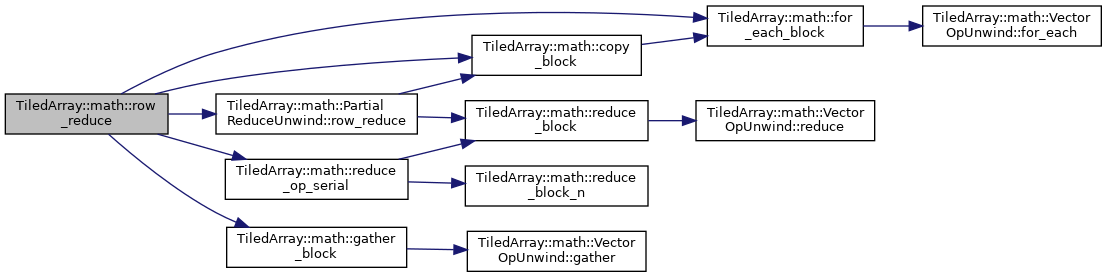 TiledArray::math::row
_reduce
TiledArray::math::for
_each_block
TiledArray::math::Vector
OpUnwind::for_each
TiledArray::math::copy
_block
TiledArray::math::Partial
ReduceUnwind::row_reduce
TiledArray::math::reduce
_block
TiledArray::math::Vector
OpUnwind::reduce
TiledArray::math::reduce
_op_serial
TiledArray::math::reduce
_block_n
TiledArray::math::gather
_block
TiledArray::math::Vector
OpUnwind::gather